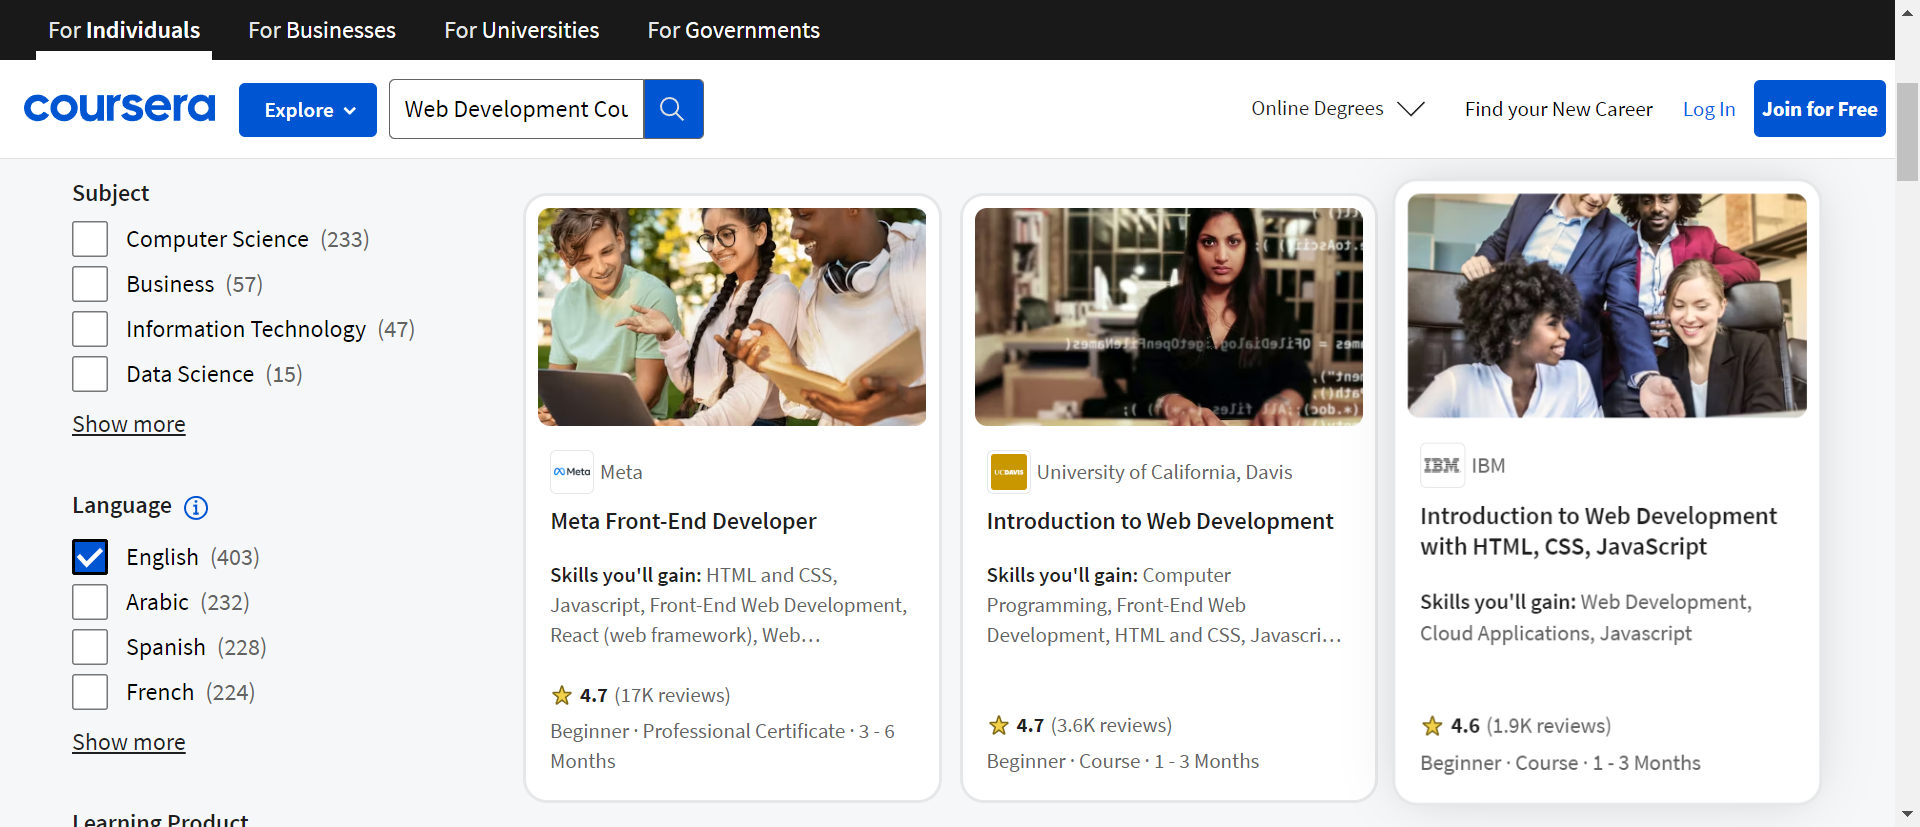 For Individuals
For Businesses
For Universities
For Governments
coursera
Explore
Web Development Cou
Online Degrees
Find your New Career
Log In
Join for Free
Subject
Computer Science (233)
Business (57)
Information Technology (47)
Data Science (15)
Show more
Language
English (403)
Arabic (232)
Spanish (228)
French (224)
Show more
Learning Product
Meta Meta
Meta Front-End Developer
Skills you'll gain: HTML and CSS,
Javascript, Front-End Web Development,
React (web framework), Web...
4.7 (17K reviews)
Beginner · Professional Certificate · 3 - 6
Months
UCDAVIS University of California, Davis
Introduction to Web Development
Skills you'll gain: Computer
Programming, Front-End Web
Development, HTML and CSS, Javascri...
4.7 (3.6K reviews)
Beginner · Course · 1 - 3 Months
IBM IBM
Introduction to Web Development
with HTML, CSS, JavaScript
Skills you'll gain: Web Development,
Cloud Applications, Javascript
4.6 (1.9K reviews)
Beginner · Course · 1 - 3 Months